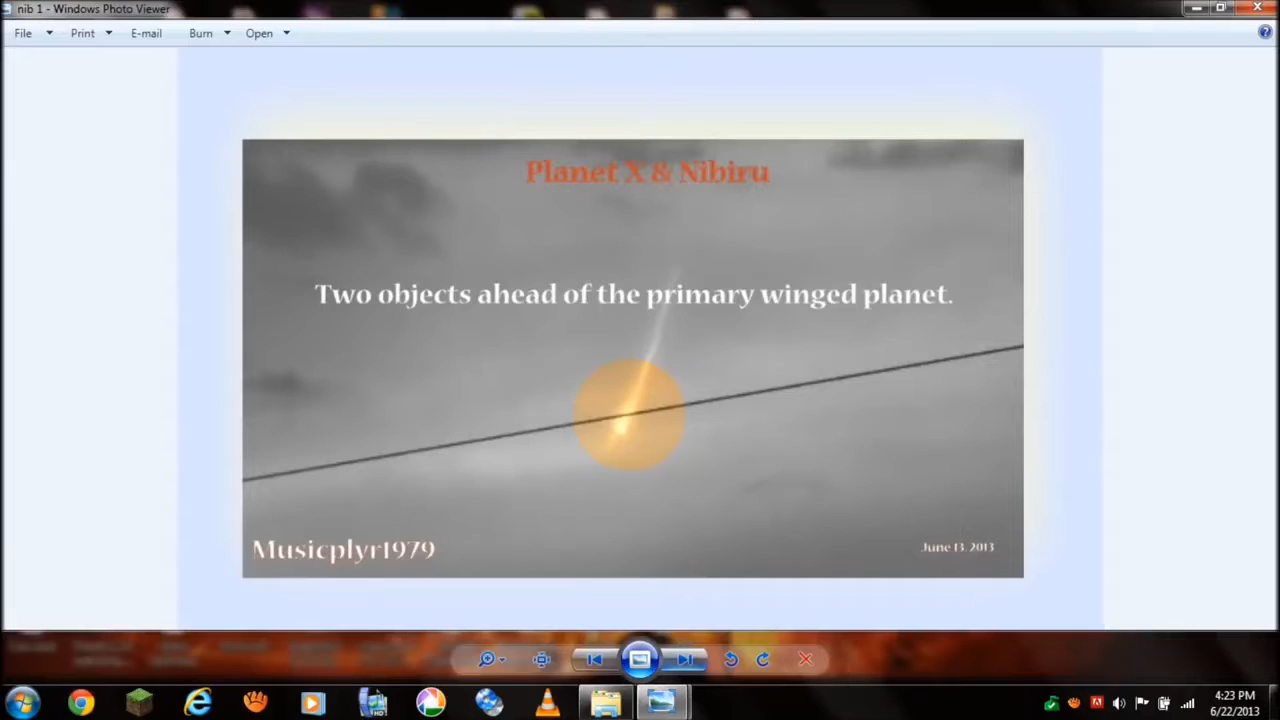 nib 1 - Windows Photo Viewer
File Print E-mail Burn Open
Planet X & Nibiru
Two objects ahead of the primary winged planet.
Musicplyr1979
June 13, 2013
HD
4:23 PM
6/22/2013